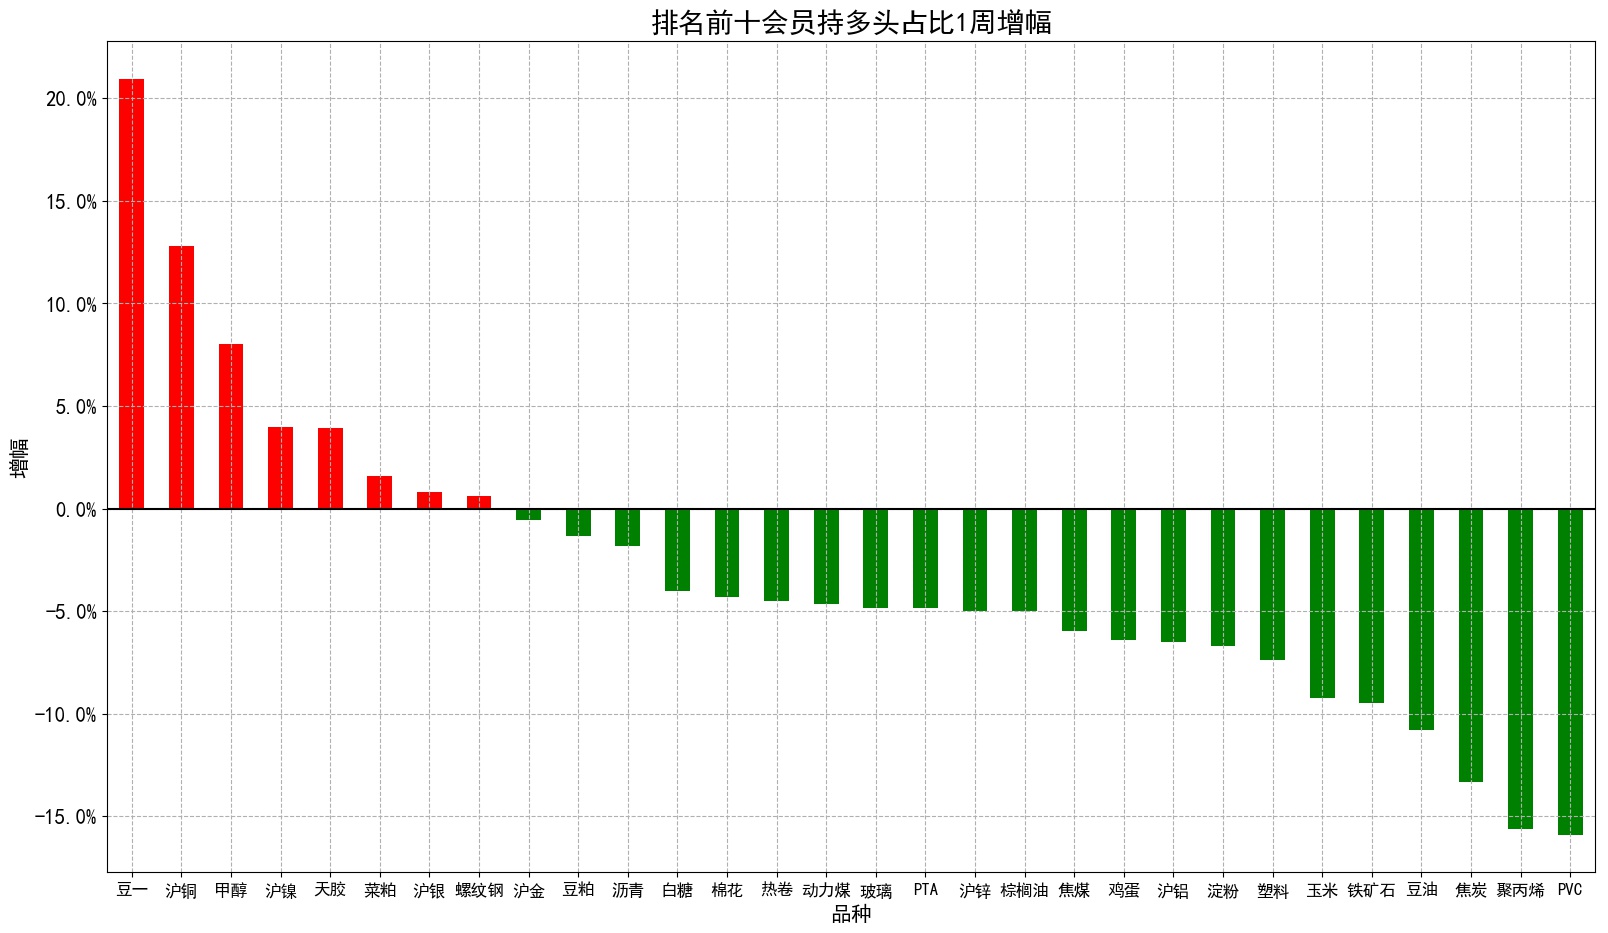 排名前十会员持多头占比1周增幅
20.0%
15.0%
10.0%
5.0%
0.0%
-5.0%
-10.0%
-15.0%
增幅
豆一 沪铜 甲醇 沪镍 天胶 菜粕 沪银 螺纹钢 沪金 豆粕 沥青 白糖 棉花 热卷 动力煤 玻璃 PTA 沪锌 棕榈油 焦煤 鸡蛋 沪铝 淀粉 塑料 玉米 铁矿石 豆油 焦炭 聚丙烯 PVC
品种